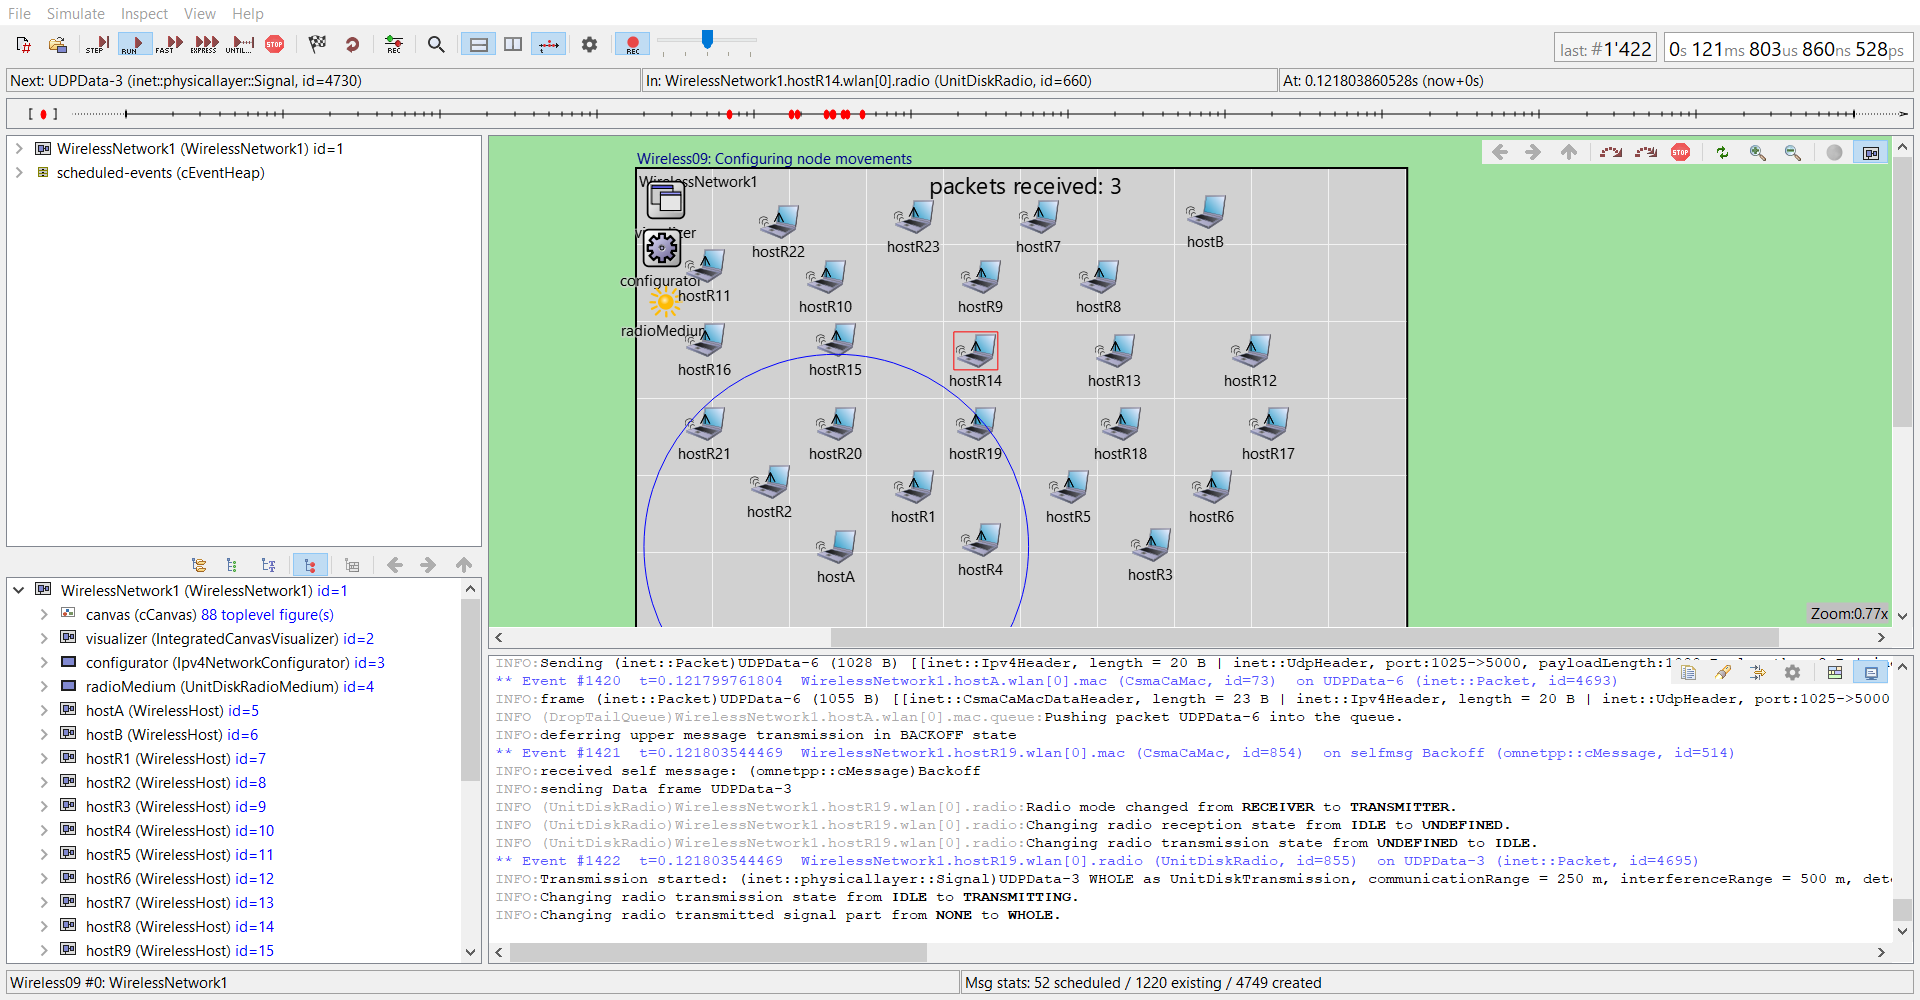 File Simulate Inspect View Help
STEP RUN FAST EXPRESS UNTIL... STOP REC REC
last: #1'422 0s 121ms 803us 860ns 528ps
Next: UDPData-3 (inet::physicallayer::Signal, id=4730) In: WirelessNetwork1.hostR14.wlan[0].radio (UnitDiskRadio, id=660) At: 0.121803860528s (now+0s)
WirelessNetwork1 (WirelessNetwork1) id=1
scheduled-events (cEventHeap)
WirelessNetwork1 (WirelessNetwork1) id=1
canvas (cCanvas) 88 toplevel figure(s)
visualizer (IntegratedCanvasVisualizer) id=2
configurator (Ipv4NetworkConfigurator) id=3
radioMedium (UnitDiskRadioMedium) id=4
hostA (WirelessHost) id=5
hostB (WirelessHost) id=6
hostR1 (WirelessHost) id=7
hostR2 (WirelessHost) id=8
hostR3 (WirelessHost) id=9
hostR4 (WirelessHost) id=10
hostR5 (WirelessHost) id=11
hostR6 (WirelessHost) id=12
hostR7 (WirelessHost) id=13
hostR8 (WirelessHost) id=14
hostR9 (WirelessHost) id=15
Wireless09: Configuring node movements
STOP
WirelessNetwork1
packets received: 3
visualizer
hostR22 hostR23 hostR7 hostB
configurator
hostR11 hostR10 hostR9 hostR8
radioMedium
hostR16 hostR15 hostR14 hostR13 hostR12
hostR21 hostR20 hostR19 hostR18 hostR17
hostR2 hostR1 hostR5 hostR6
hostA hostR4 hostR3
Zoom:0.77x
INFO:Sending (inet::Packet)UDPData-6 (1028 B) [[inet::Ipv4Header, length = 20 B | inet::UdpHeader, port:1025->5000, payloadLength:
** Event #1420 t=0.121799761804 WirelessNetwork1.hostA.wlan[0].mac (CsmaCaMac, id=73) on UDPData-6 (inet::Packet, id=4693)
INFO:frame (inet::Packet)UDPData-6 (1055 B) [[inet::CsmaCaMacDataHeader, length = 23 B | inet::Ipv4Header, length = 20 B | inet::UdpHeader, port:1025->5000
INFO (DropTailQueue)WirelessNetwork1.hostA.wlan[0].mac.queue:Pushing packet UDPData-6 into the queue.
INFO:deferring upper message transmission in BACKOFF state
** Event #1421 t=0.121803544469 WirelessNetwork1.hostR19.wlan[0].mac (CsmaCaMac, id=854) on selfmsg Backoff (omnetpp::cMessage, id=514)
INFO:received self message: (omnetpp::cMessage)Backoff
INFO:sending Data frame UDPData-3
INFO (UnitDiskRadio)WirelessNetwork1.hostR19.wlan[0].radio:Radio mode changed from RECEIVER to TRANSMITTER.
INFO (UnitDiskRadio)WirelessNetwork1.hostR19.wlan[0].radio:Changing radio reception state from IDLE to UNDEFINED.
INFO (UnitDiskRadio)WirelessNetwork1.hostR19.wlan[0].radio:Changing radio transmission state from UNDEFINED to IDLE.
** Event #1422 t=0.121803544469 WirelessNetwork1.hostR19.wlan[0].radio (UnitDiskRadio, id=855) on UDPData-3 (inet::Packet, id=4695)
INFO:Transmission started: (inet::physicallayer::Signal)UDPData-3 WHOLE as UnitDiskTransmission, communicationRange = 250 m, interferenceRange = 500 m, det
INFO:Changing radio transmission state from IDLE to TRANSMITTING.
INFO:Changing radio transmitted signal part from NONE to WHOLE.
Wireless09 #0: WirelessNetwork1 Msg stats: 52 scheduled / 1220 existing / 4749 created